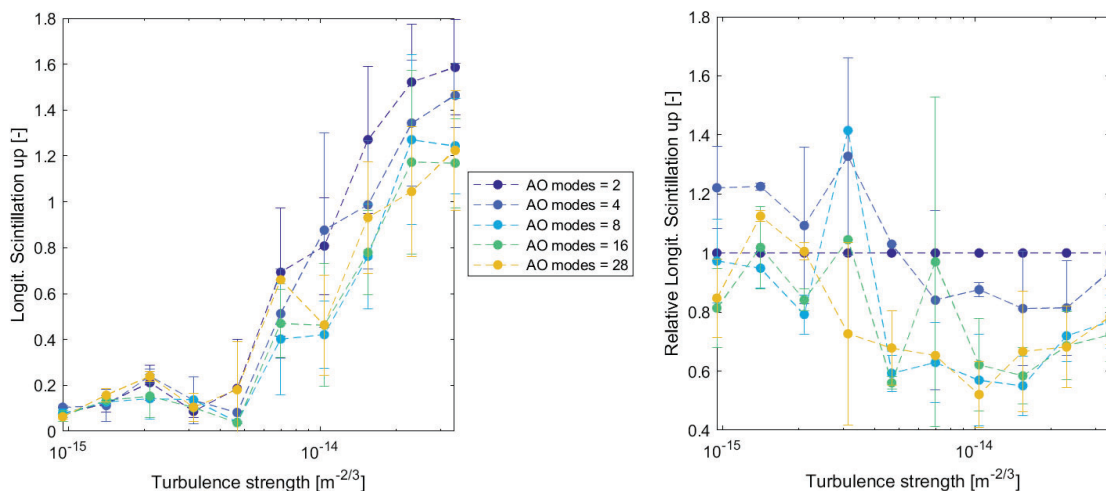 1.8
1.6
1.4
1.2
1
0.8
0.6
0.4
0.2
0
Longit. Scintillation up [-]
10-15
10-14
Turbulence strength [m-2/3]
AO modes = 2
AO modes = 4
AO modes = 8
AO modes = 16
AO modes = 28
1.8
1.6
1.4
1.2
1
0.8
0.6
0.4
Relative Longit. Scintillation up [-]
10-15
10-14
Turbulence strength [m-2/3]